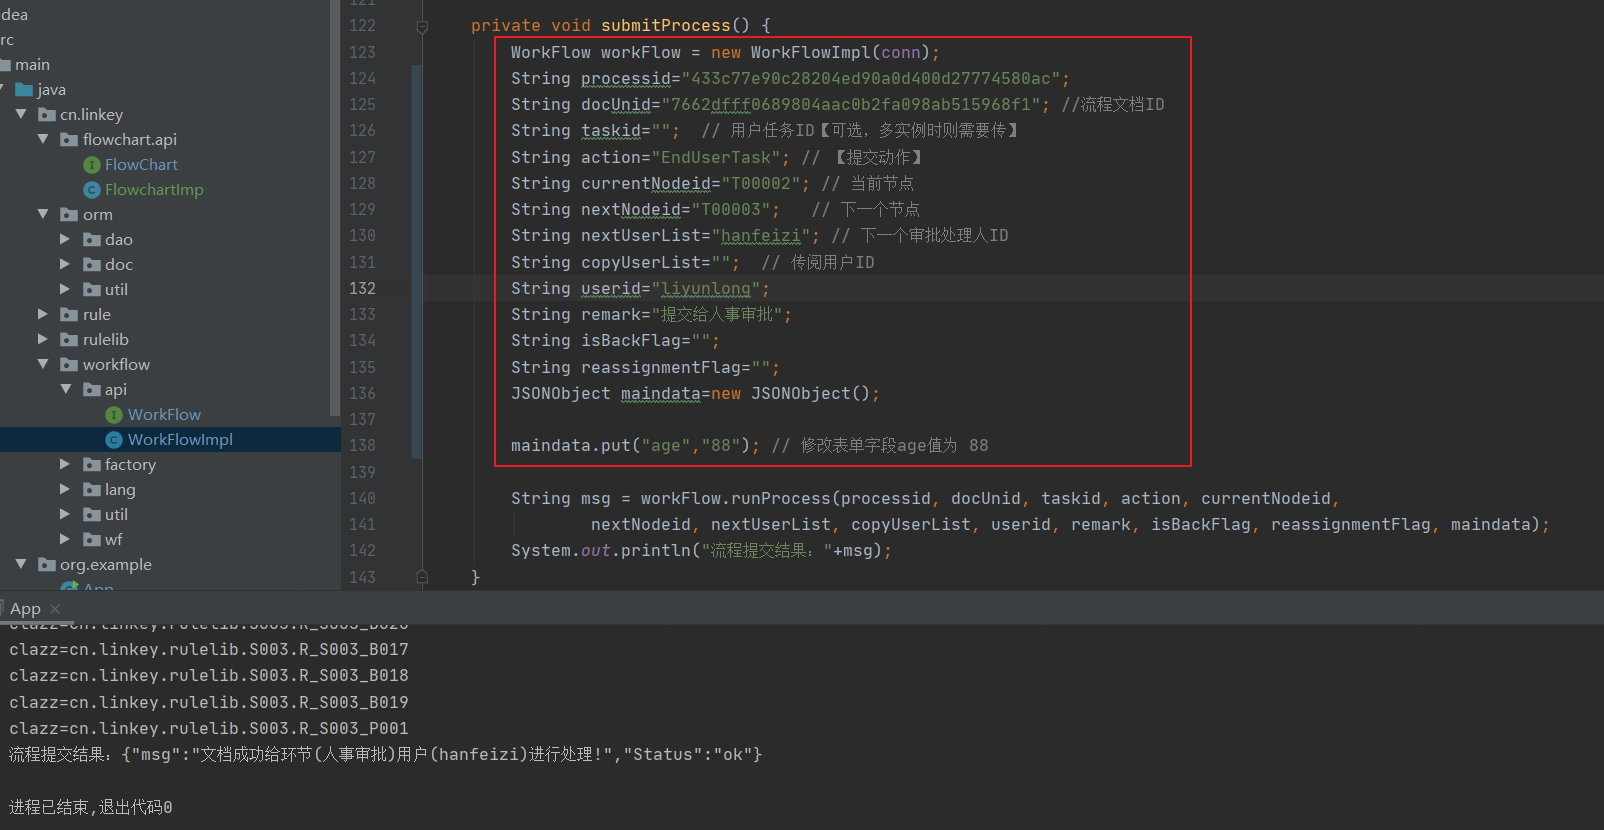 dea
rc
main
java
cn.linkey
flowchart.api
FlowChart
FlowchartImp
orm
dao
doc
util
rule
rulelib
workflow
api
WorkFlow
WorkFlowImpl
factory
lang
util
wf
org.example
App
121
122 private void submitProcess() {
123 WorkFlow workFlow = new WorkFlowImpl(conn);
124 String processid="433c77e90c28204ed90a0d400d27774580ac";
125 String docUnid="7662dfff0689804aac0b2fa098ab515968f1"; //流程文档ID
126 String taskid=""; // 用户任务ID【可选，多实例时则需要传】
127 String action="EndUserTask"; // 【提交动作】
128 String currentNodeid="T00002"; // 当前节点
129 String nextNodeid="T00003"; // 下一个节点
130 String nextUserList="hanfeizi"; // 下一个审批处理人ID
131 String copyUserList=""; // 传阅用户ID
132 String userid="liyunlong";
133 String remark="提交给人事审批";
134 String isBackFlag="";
135 String reassignmentFlag="";
136 JSONObject maindata=new JSONObject();
137
138 maindata.put("age","88"); // 修改表单字段age值为 88
139
140 String msg = workFlow.runProcess(processid, docUnid, taskid, action, currentNodeid,
141 nextNodeid, nextUserList, copyUserList, userid, remark, isBackFlag, reassignmentFlag, maindata);
142 System.out.println("流程提交结果："+msg);
143 }
App ×
clazz=cn.linkey.rulelib.S003.R_S003_B020
clazz=cn.linkey.rulelib.S003.R_S003_B017
clazz=cn.linkey.rulelib.S003.R_S003_B018
clazz=cn.linkey.rulelib.S003.R_S003_B019
clazz=cn.linkey.rulelib.S003.R_S003_P001
流程提交结果：{"msg":"文档成功给环节(人事审批)用户(hanfeizi)进行处理!","Status":"ok"}
进程已结束,退出代码0